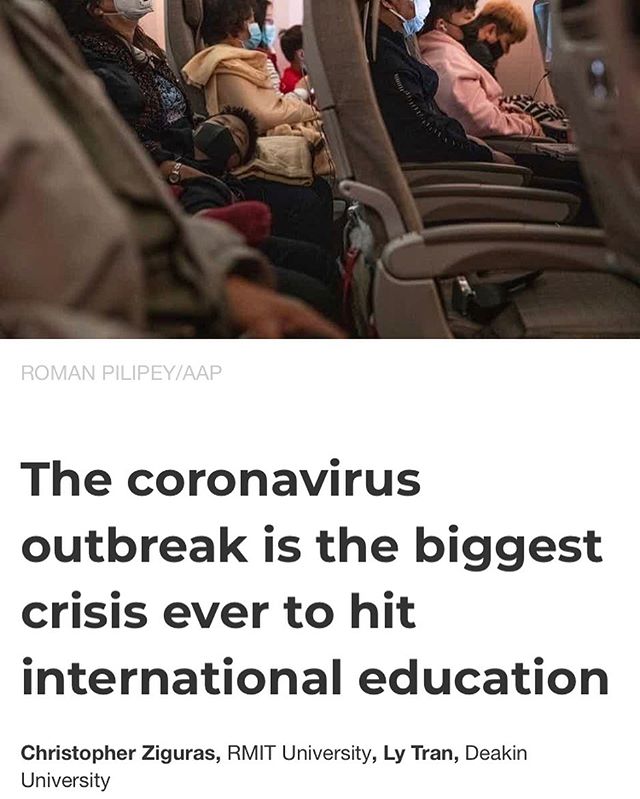 ROMAN PILIPEY/AAP
The coronavirus
outbreak is the biggest
crisis ever to hit
international education
Christopher Ziguras, RMIT University, Ly Tran, Deakin
University